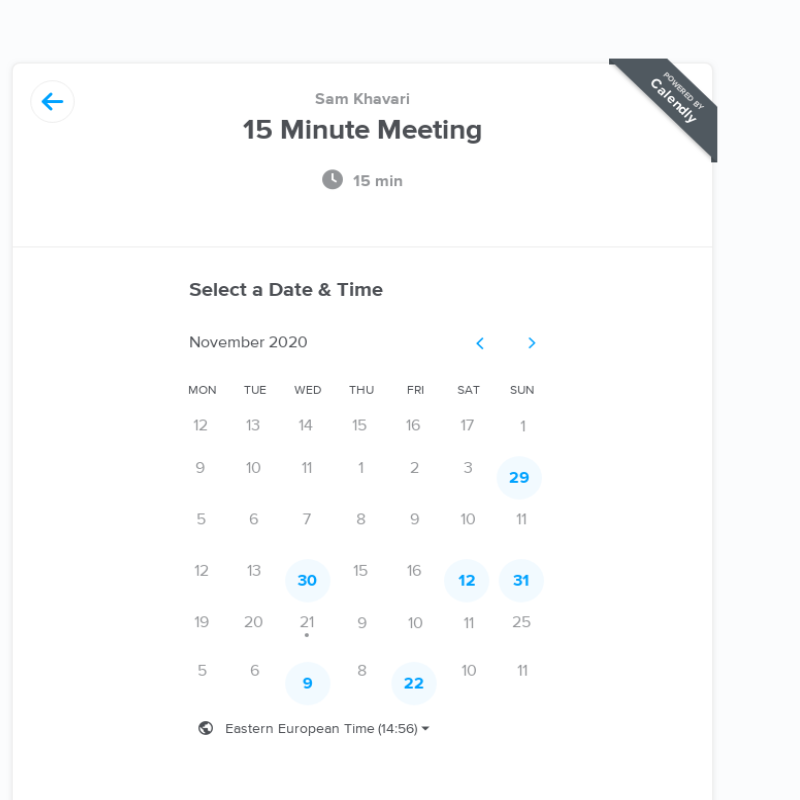 POWERED BY
Calendly
Sam Khavari
15 Minute Meeting
15 min
Select a Date & Time
November 2020
MON TUE WED THU FRI SAT SUN
12 13 14 15 16 17 1
9 10 11 1 2 3 29
5 6 7 8 9 10 11
12 13 30 15 16 12 31
19 20 21 9 10 11 25
5 6 9 8 22 10 11
Eastern European Time (14:56)